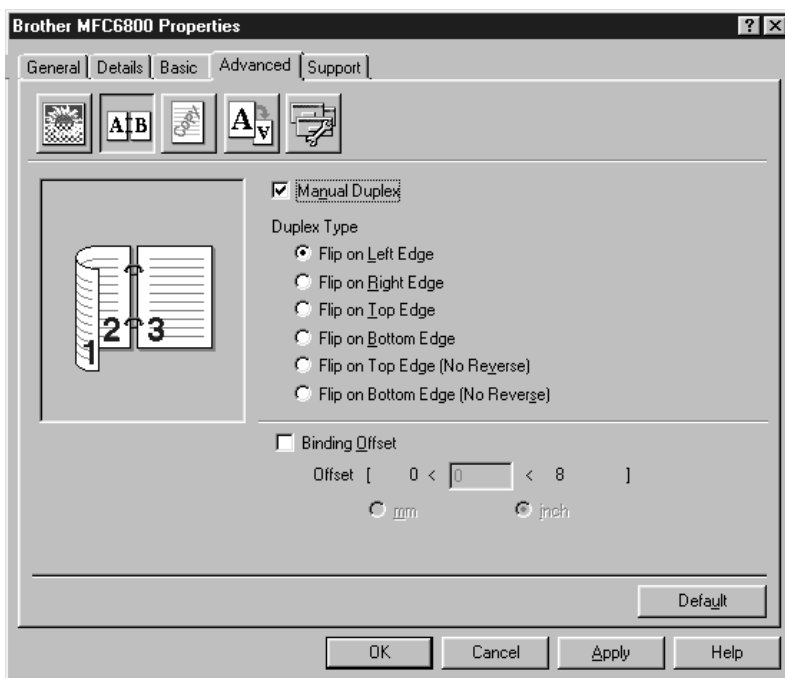 Brother MFC6800 Properties
? X
General Details Basic Advanced Support
A B COPY A A
Manual Duplex
Duplex Type
Flip on Left Edge
Flip on Right Edge
Flip on Top Edge
Flip on Bottom Edge
Flip on Top Edge (No Reverse)
Flip on Bottom Edge (No Reverse)
1 2 3
Binding Offset
Offset [ 0 < 0 < 8 ]
mm inch
Default
OK Cancel Apply Help